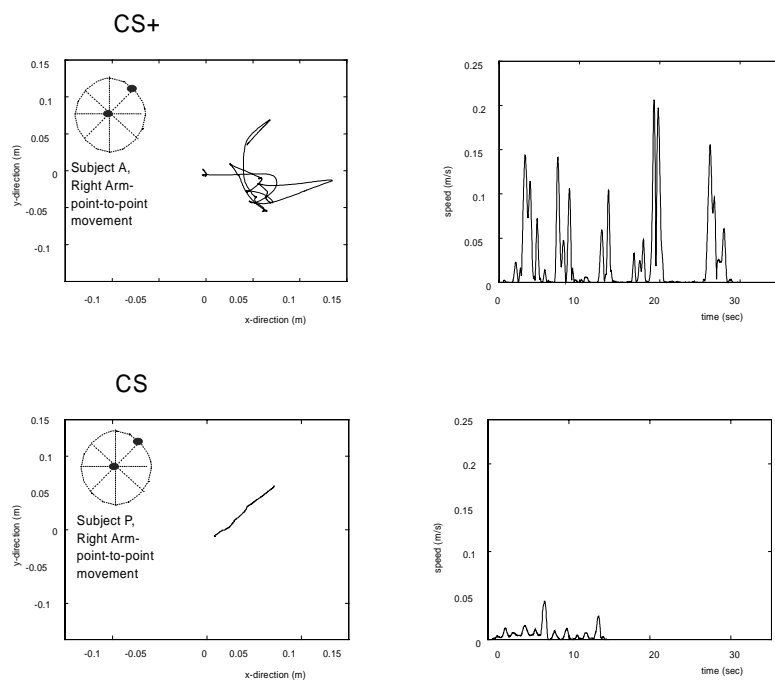 CS+
0.15
0.1
0.05
0
-0.05
-0.1
y-direction (m)
Subject A,
Right Arm-
point-to-point
movement
-0.1
-0.05
0
0.05
0.1
0.15
x-direction (m)
0.25
0.2
0.15
0.1
0.05
0
speed (m/s)
0
10
20
30
time (sec)
CS
0.15
0.1
0.05
0
-0.05
-0.1
y-direction (m)
Subject P,
Right Arm-
point-to-point
movement
-0.1
-0.05
0
0.05
0.1
0.15
x-direction (m)
0.25
0.2
0.15
0.1
0.05
0
speed (m/s)
0
10
20
30
time (sec)